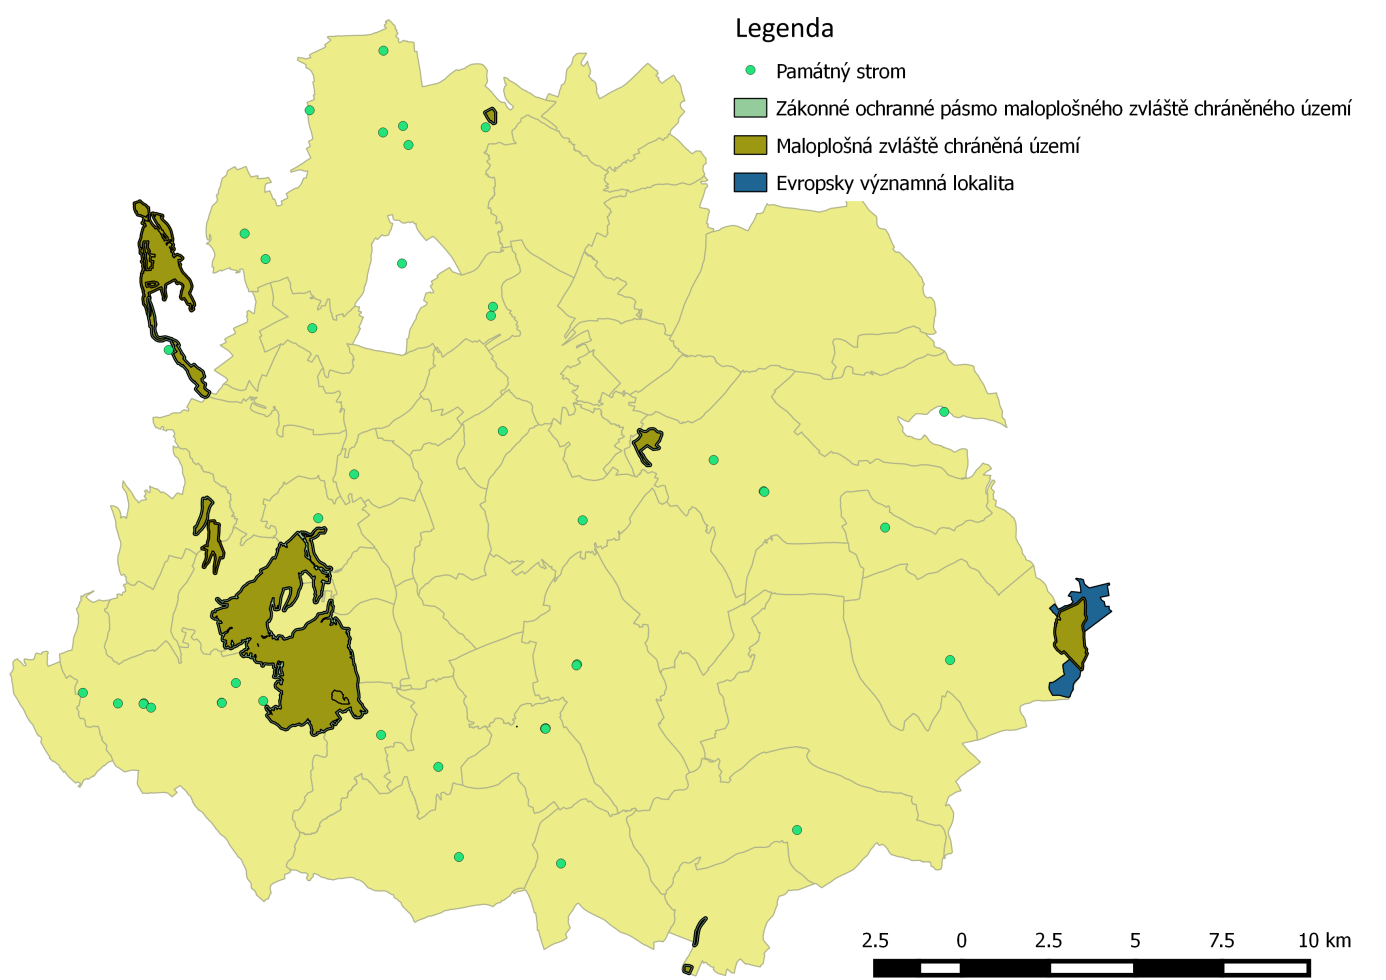 Legenda
Památný strom
Zákonné ochranné pásmo maloplošného zvláště chráněného území
Maloplošná zvláště chráněná území
Evropsky významná lokalita
2.5 0 2.5 5 7.5 10 km